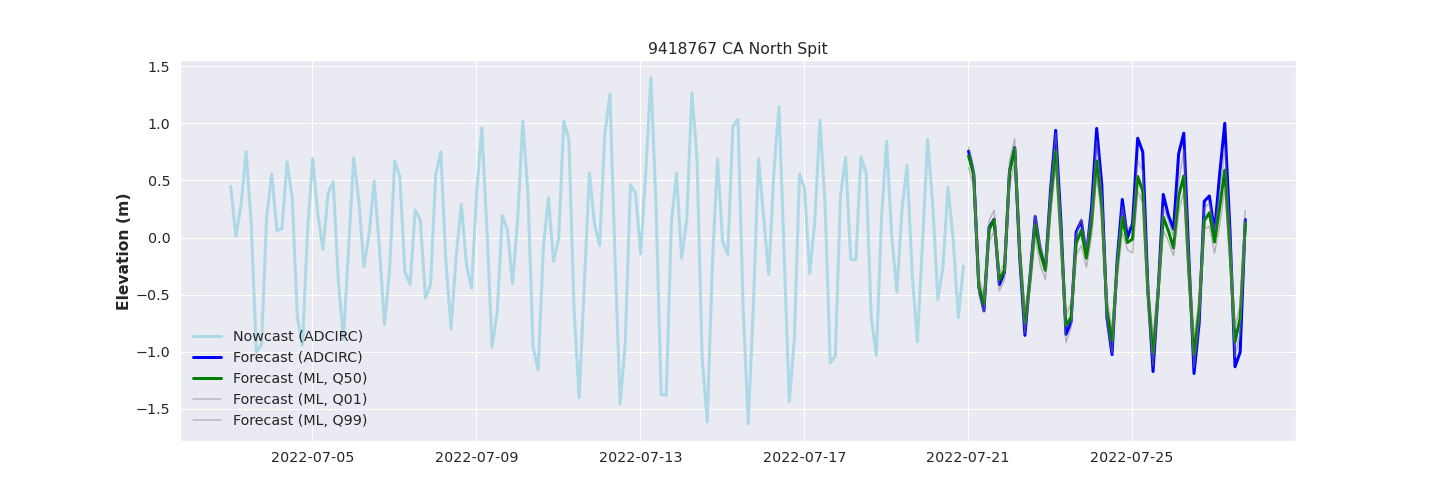 9418767 CA North Spit
Elevation (m)
1.5
1.0
0.5
0.0
−0.5
−1.0
−1.5
Nowcast (ADCIRC)
Forecast (ADCIRC)
Forecast (ML, Q50)
Forecast (ML, Q01)
Forecast (ML, Q99)
2022-07-05 2022-07-09 2022-07-13 2022-07-17 2022-07-21 2022-07-25